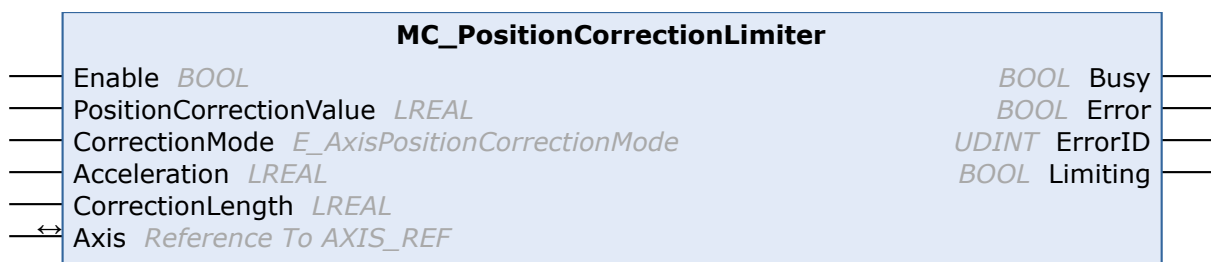 MC_PositionCorrectionLimiter
Enable BOOL BOOL Busy
PositionCorrectionValue LREAL BOOL Error
CorrectionMode E_AxisPositionCorrectionMode UDINT ErrorID
Acceleration LREAL BOOL Limiting
CorrectionLength LREAL
↔ Axis Reference To AXIS_REF